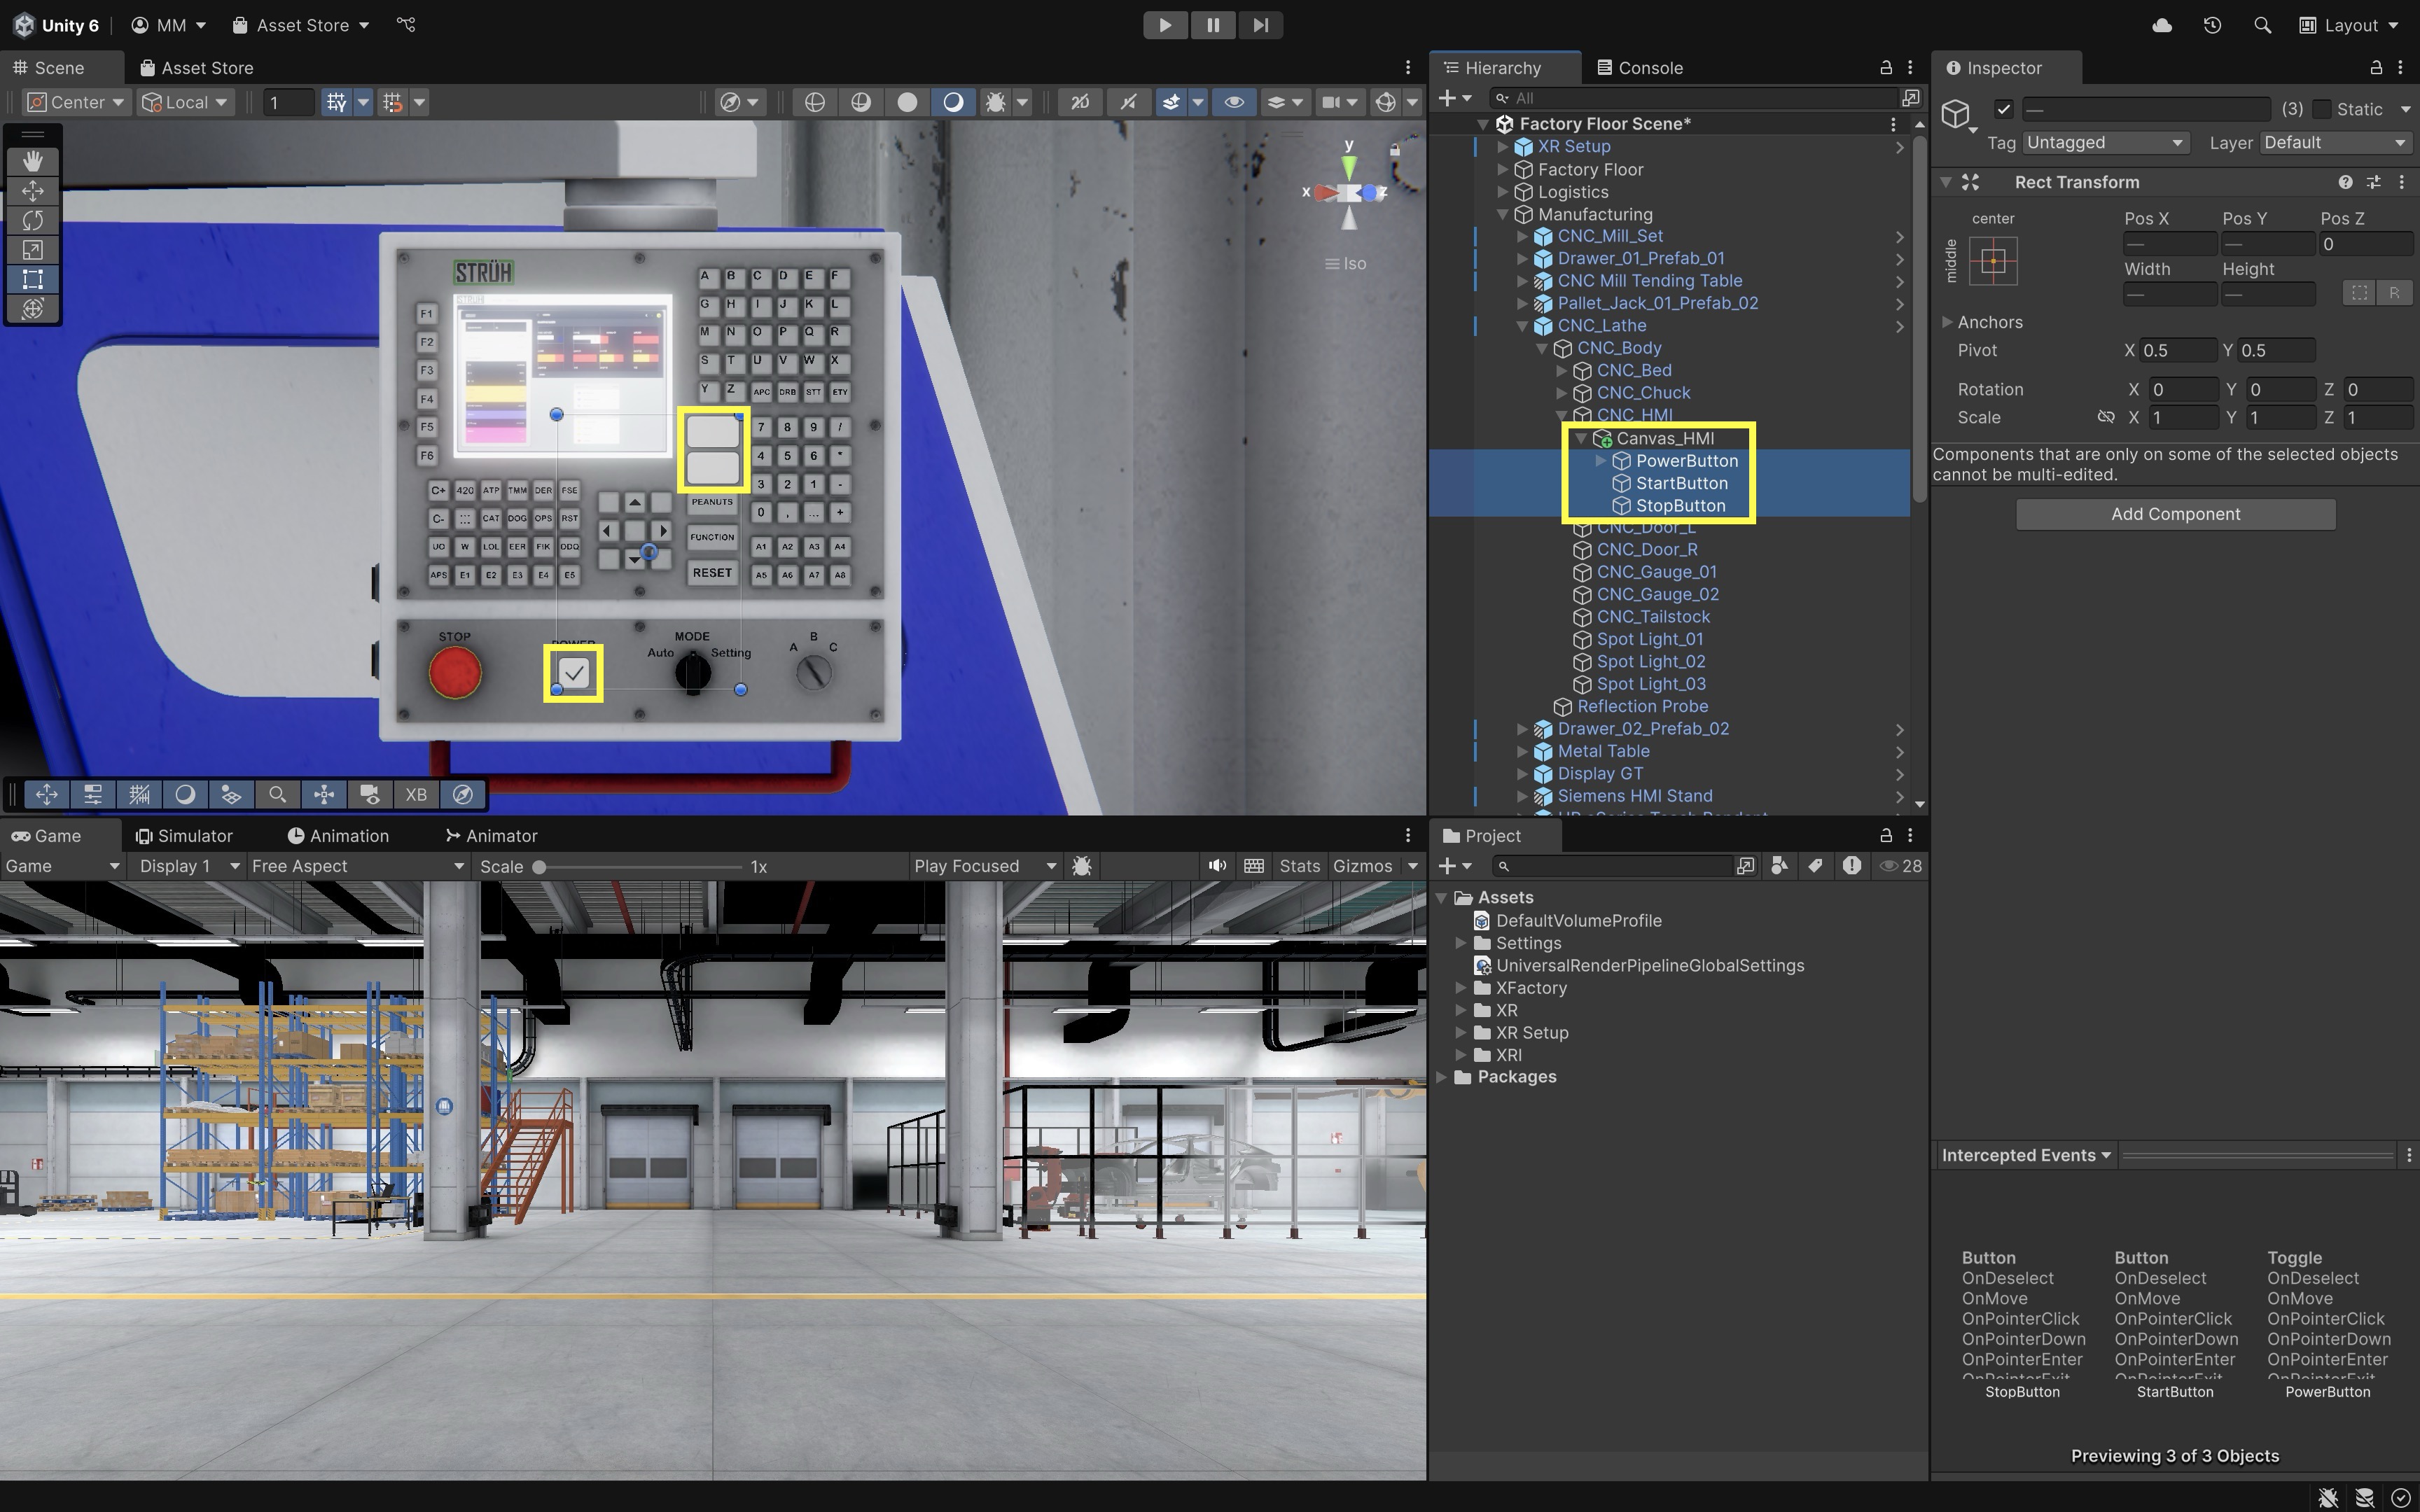 Unity 6
MM
Asset Store
Layout
Scene
Asset Store
Center
Local
1
2D
y
x
z
Iso
STRÜH
A B C D E F
G H I J K L
M N O P Q R
S T U V W X
Y Z APC DRB STT ETY
F1
F2
F3
F4
F5
F6
7 8 9 /
4 5 6 *
3 2 1 -
0 , ... +
C+ 420 ATP TMM DER FSE
C- ::: CAT DOG OPS RST
UO W LOL EER FIK DDQ
APS E1 E2 E3 E4 E5
PEANUTS
FUNCTION
RESET
A1 A2 A3 A4
A5 A6 A7 A8
STOP
POWER
MODE
Auto
Setting
A
B
C
XB
Hierarchy
Console
All
Factory Floor Scene*
XR Setup
Factory Floor
Logistics
Manufacturing
CNC_Mill_Set
Drawer_01_Prefab_01
CNC Mill Tending Table
Pallet_Jack_01_Prefab_02
CNC_Lathe
CNC_Body
CNC_Bed
CNC_Chuck
CNC_HMI
Canvas_HMI
PowerButton
StartButton
StopButton
CNC_Door_L
CNC_Door_R
CNC_Gauge_01
CNC_Gauge_02
CNC_Tailstock
Spot Light_01
Spot Light_02
Spot Light_03
Reflection Probe
Drawer_02_Prefab_02
Metal Table
Display GT
Siemens HMI Stand
Inspector
— (3) Static
Tag Untagged Layer Default
Rect Transform
center
middle
Pos X Pos Y Pos Z
— — 0
Width Height
— —
R
Anchors
Pivot X 0.5 Y 0.5
Rotation X 0 Y 0 Z 0
Scale X 1 Y 1 Z 1
Components that are only on some of the selected objects
cannot be multi-edited.
Add Component
Game
Simulator
Animation
Animator
Game
Display 1
Free Aspect
Scale
1x
Play Focused
Stats
Gizmos
Project
28
Assets
DefaultVolumeProfile
Settings
UniversalRenderPipelineGlobalSettings
XFactory
XR
XR Setup
XRI
Packages
Intercepted Events
Button Button Toggle
OnDeselect OnDeselect OnDeselect
OnMove OnMove OnMove
OnPointerClick OnPointerClick OnPointerClick
OnPointerDown OnPointerDown OnPointerDown
OnPointerEnter OnPointerEnter OnPointerEnter
OnPointerExit OnPointerExit OnPointerExit
StopButton StartButton PowerButton
Previewing 3 of 3 Objects